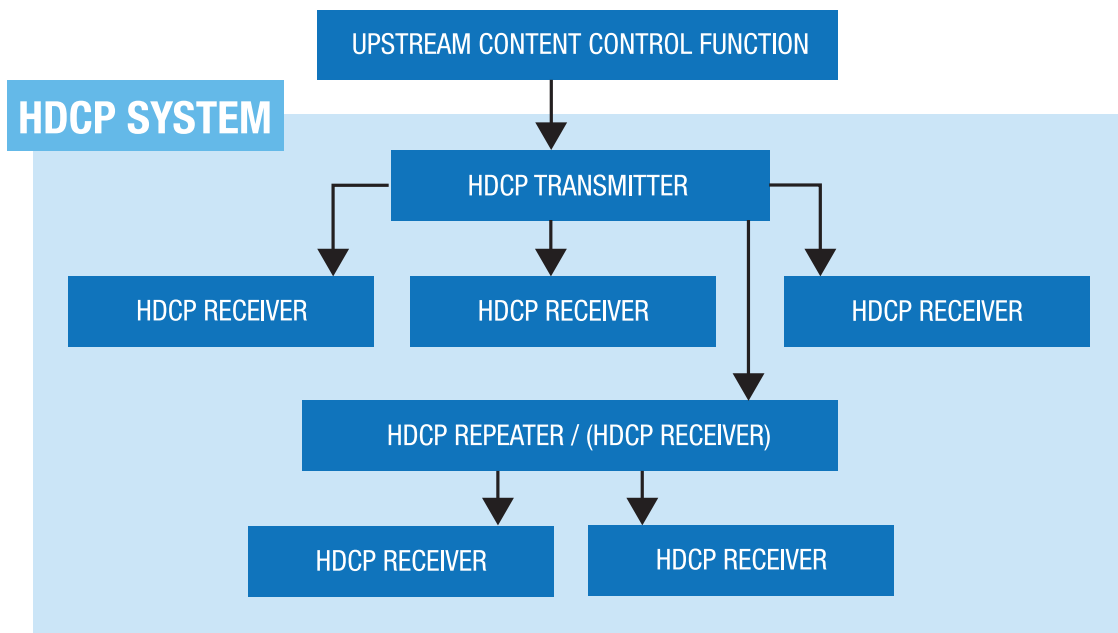 UPSTREAM CONTENT CONTROL FUNCTION
HDCP SYSTEM
HDCP TRANSMITTER
HDCP RECEIVER
HDCP RECEIVER
HDCP RECEIVER
HDCP REPEATER / (HDCP RECEIVER)
HDCP RECEIVER
HDCP RECEIVER